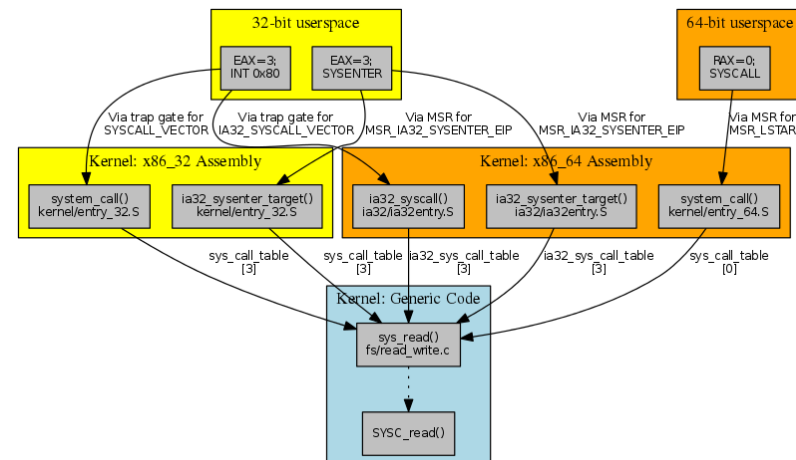 32-bit userspace
64-bit userspace
EAX=3;
INT 0x80
EAX=3;
SYSENTER
RAX=0;
SYSCALL
Via trap gate for
SYSCALL_VECTOR
Via trap gate for
IA32_SYSCALL_VECTOR
Via MSR for
MSR_IA32_SYSENTER_EIP
Via MSR for
MSR_IA32_SYSENTER_EIP
Via MSR for
MSR_LSTAR
Kernel: x86_32 Assembly
Kernel: x86_64 Assembly
system_call()
kernel/entry_32.S
ia32_sysenter_target()
kernel/entry_32.S
ia32_syscall()
ia32/ia32entry.S
ia32_sysenter_target()
ia32/ia32entry.S
system_call()
kernel/entry_64.S
sys_call_table
[3]
sys_call_table
[3]
ia32_sys_call_table
[3]
ia32_sys_call_table
[3]
sys_call_table
[0]
Kernel: Generic Code
sys_read()
fs/read_write.c
SYSC_read()